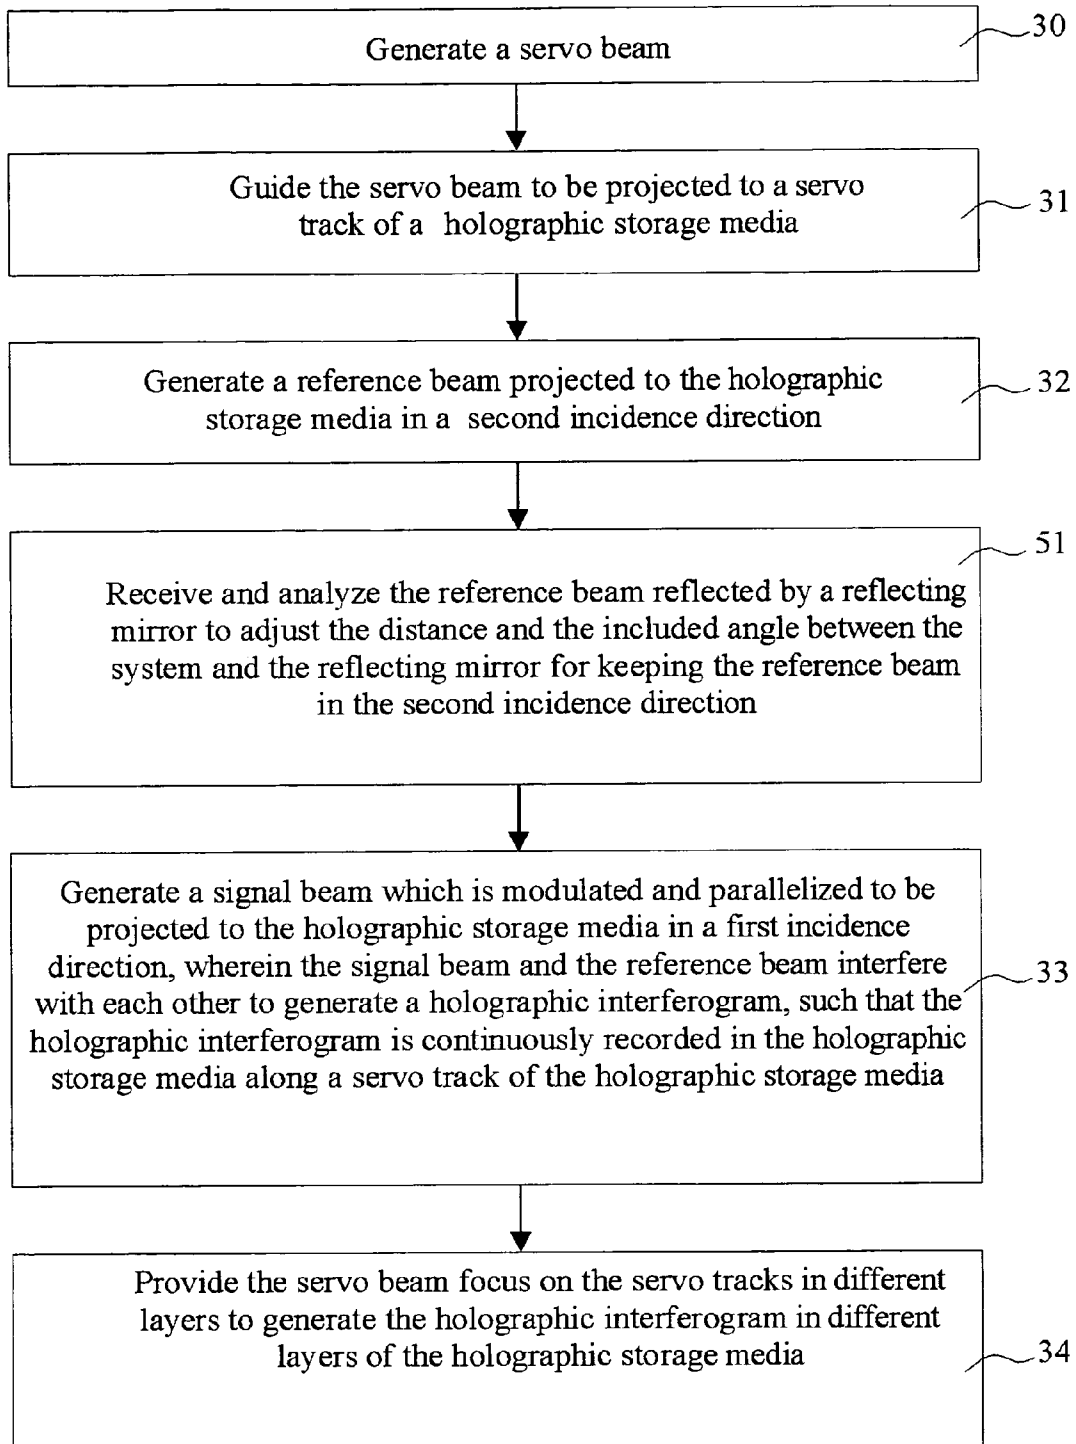 Generate a servo beam
30
Guide the servo beam to be projected to a servo
track of a holographic storage media
31
Generate a reference beam projected to the holographic
storage media in a second incidence direction
32
51
Receive and analyze the reference beam reflected by a reflecting
mirror to adjust the distance and the included angle between the
system and the reflecting mirror for keeping the reference beam
in the second incidence direction
Generate a signal beam which is modulated and parallelized to be
projected to the holographic storage media in a first incidence
direction, wherein the signal beam and the reference beam interfere
with each other to generate a holographic interferogram, such that the
holographic interferogram is continuously recorded in the holographic
storage media along a servo track of the holographic storage media
33
Provide the servo beam focus on the servo tracks in different
layers to generate the holographic interferogram in different
layers of the holographic storage media
34